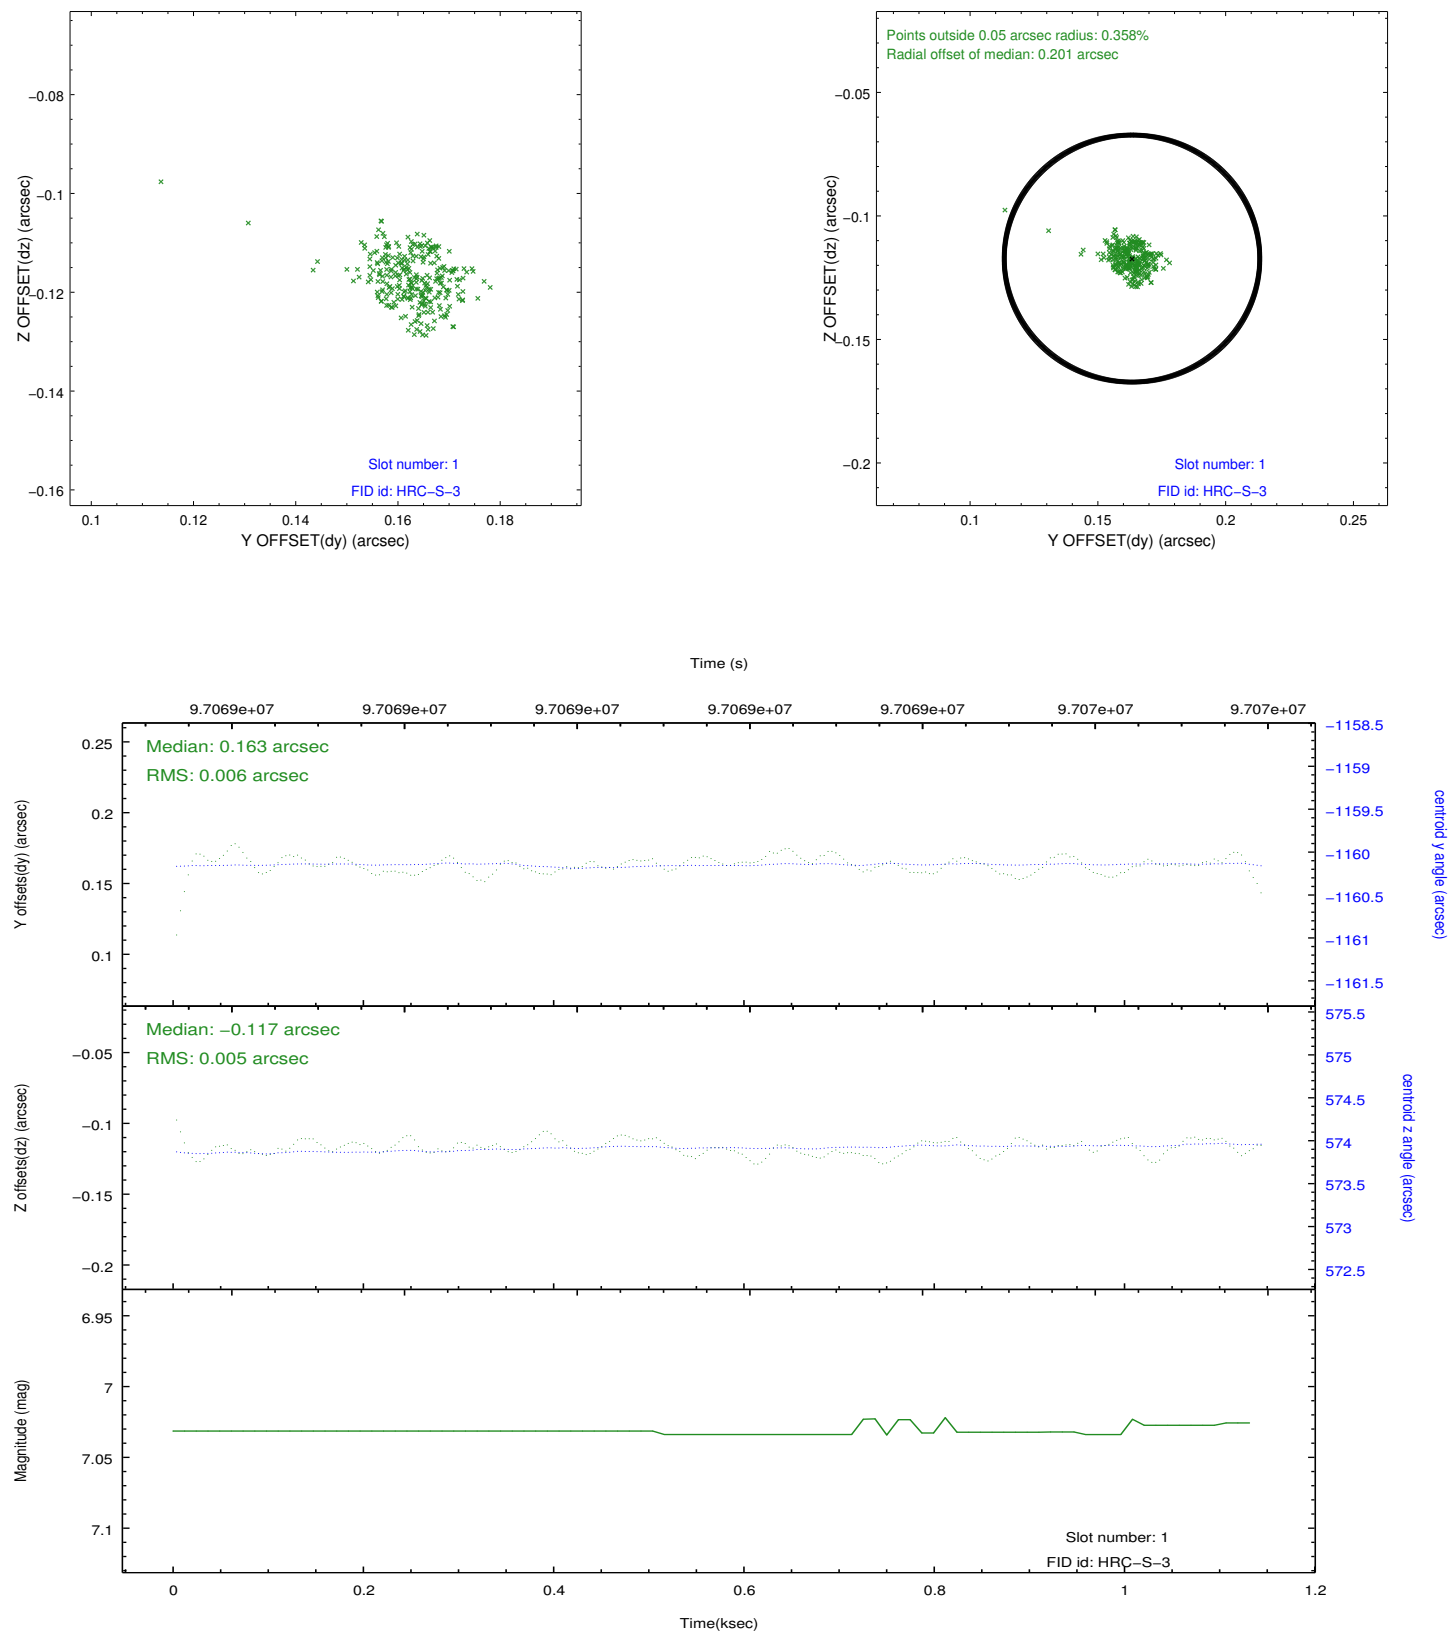 −0.08
−0.1
−0.12
−0.14
−0.16
Z OFFSET(dz) (arcsec)
Slot number: 1
FID id: HRC−S−3
0.1
0.12
0.14
0.16
0.18
Y OFFSET(dy) (arcsec)
Points outside 0.05 arcsec radius: 0.358%
Radial offset of median: 0.201 arcsec
−0.05
−0.1
−0.15
−0.2
Z OFFSET(dz) (arcsec)
Slot number: 1
FID id: HRC−S−3
0.1
0.15
0.2
0.25
Y OFFSET(dy) (arcsec)
Time (s)
9.7069e+07
9.7069e+07
9.7069e+07
9.7069e+07
9.7069e+07
9.707e+07
9.707e+07
Median: 0.163 arcsec
RMS: 0.006 arcsec
0.25
0.2
0.15
0.1
Y offsets(dy) (arcsec)
−1158.5
−1159
−1159.5
−1160
−1160.5
−1161
−1161.5
centroid y angle (arcsec)
Median: −0.117 arcsec
RMS: 0.005 arcsec
−0.05
−0.1
−0.15
−0.2
Z offsets(dz) (arcsec)
575.5
575
574.5
574
573.5
573
572.5
centroid z angle (arcsec)
6.95
7
7.05
7.1
Magnitude (mag)
Slot number: 1
FID id: HRC−S−3
0
0.2
0.4
0.6
0.8
1
1.2
Time(ksec)